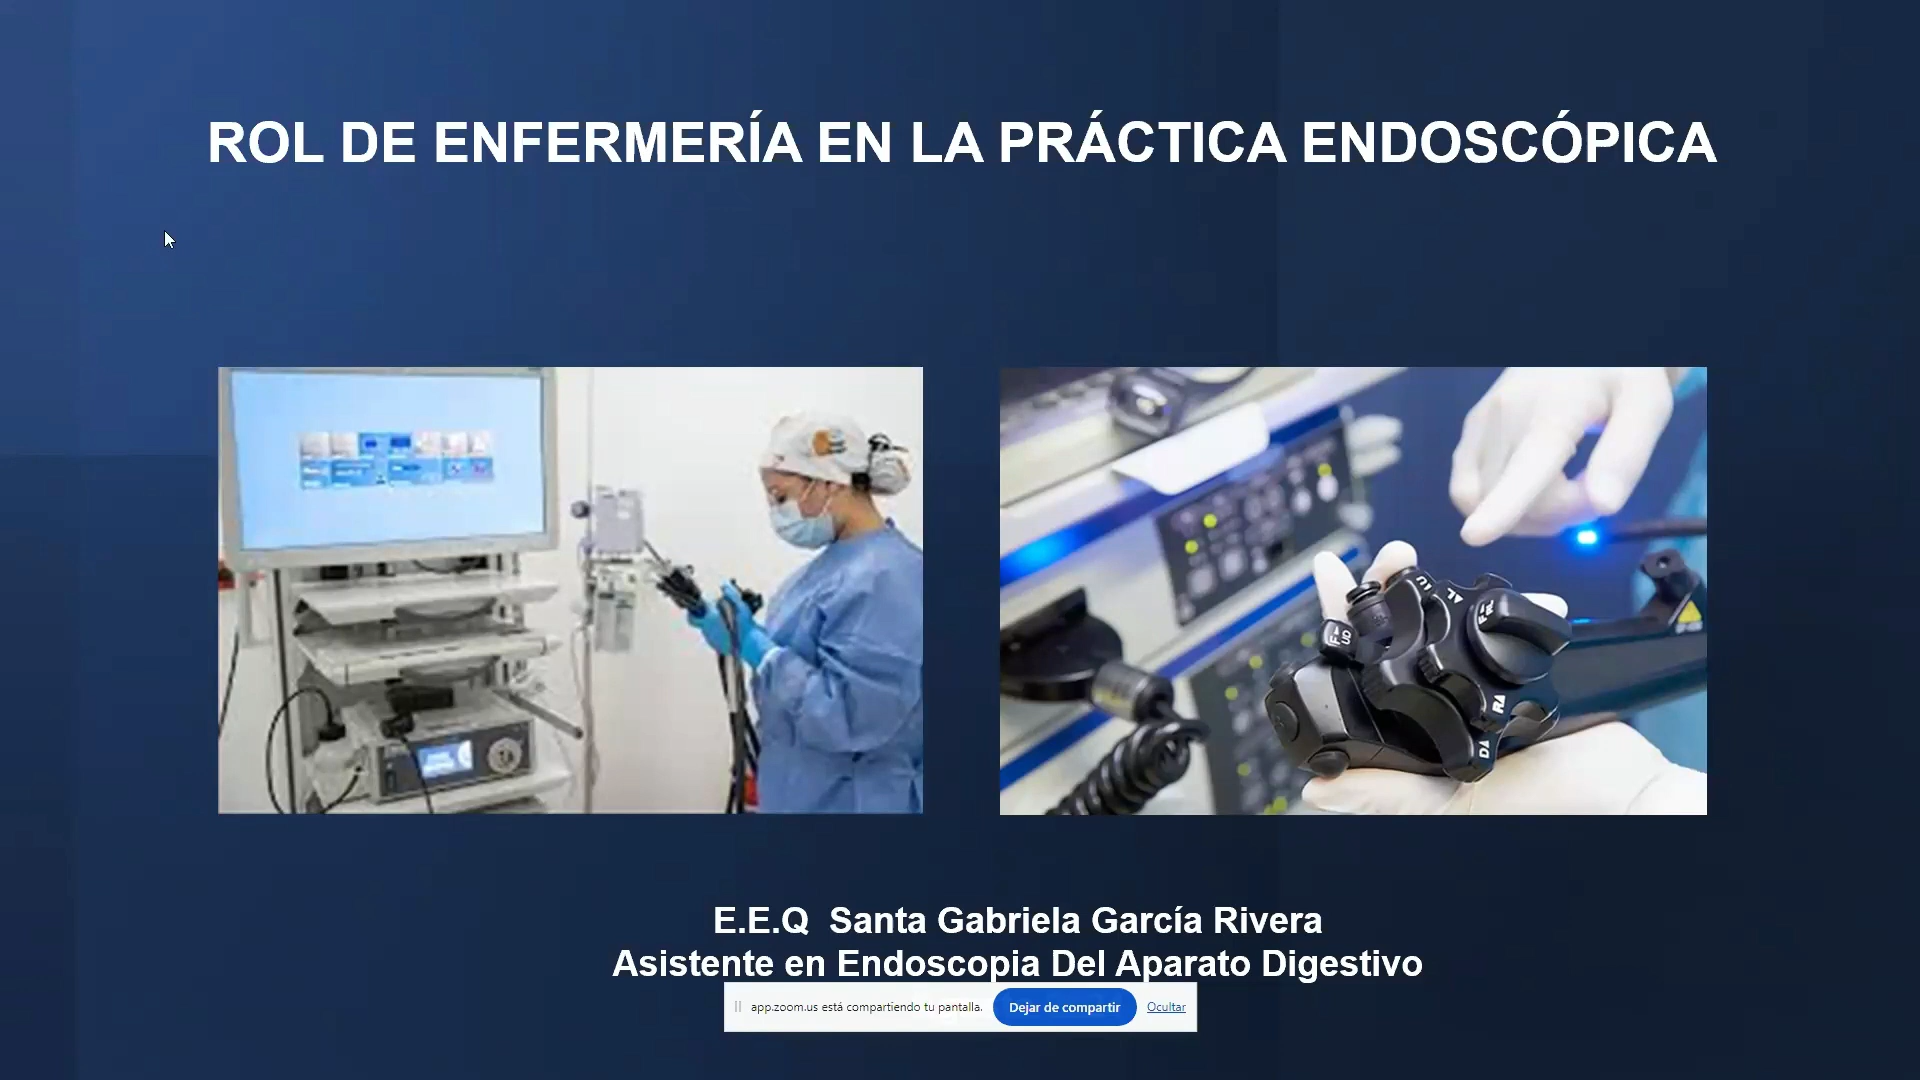 ROL DE ENFERMERÍA EN LA PRÁCTICA ENDOSCÓPICA
E.E.Q Santa Gabriela García Rivera
Asistente en Endoscopia Del Aparato Digestivo
app.zoom.us está compartiendo tu pantalla.
Dejar de compartir
Ocultar